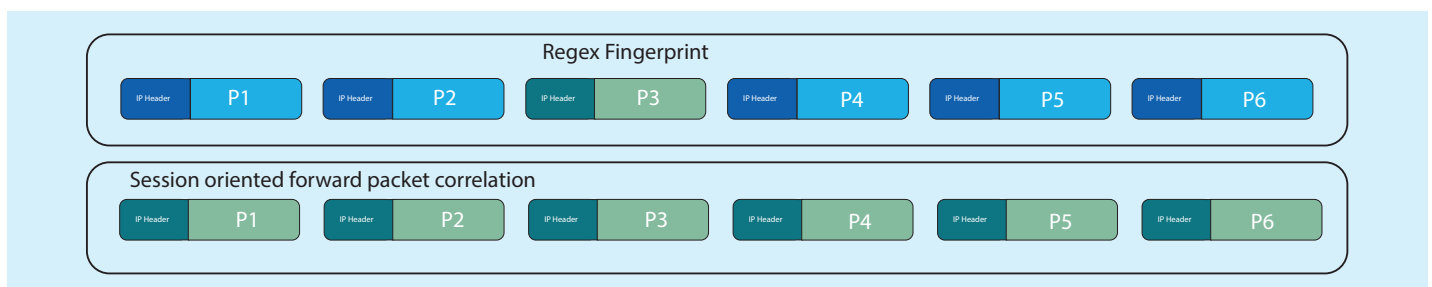 Regex Fingerprint
IP Header P1 IP Header P2 IP Header P3 IP Header P4 IP Header P5 IP Header P6
Session oriented forward packet correlation
IP Header P1 IP Header P2 IP Header P3 IP Header P4 IP Header P5 IP Header P6